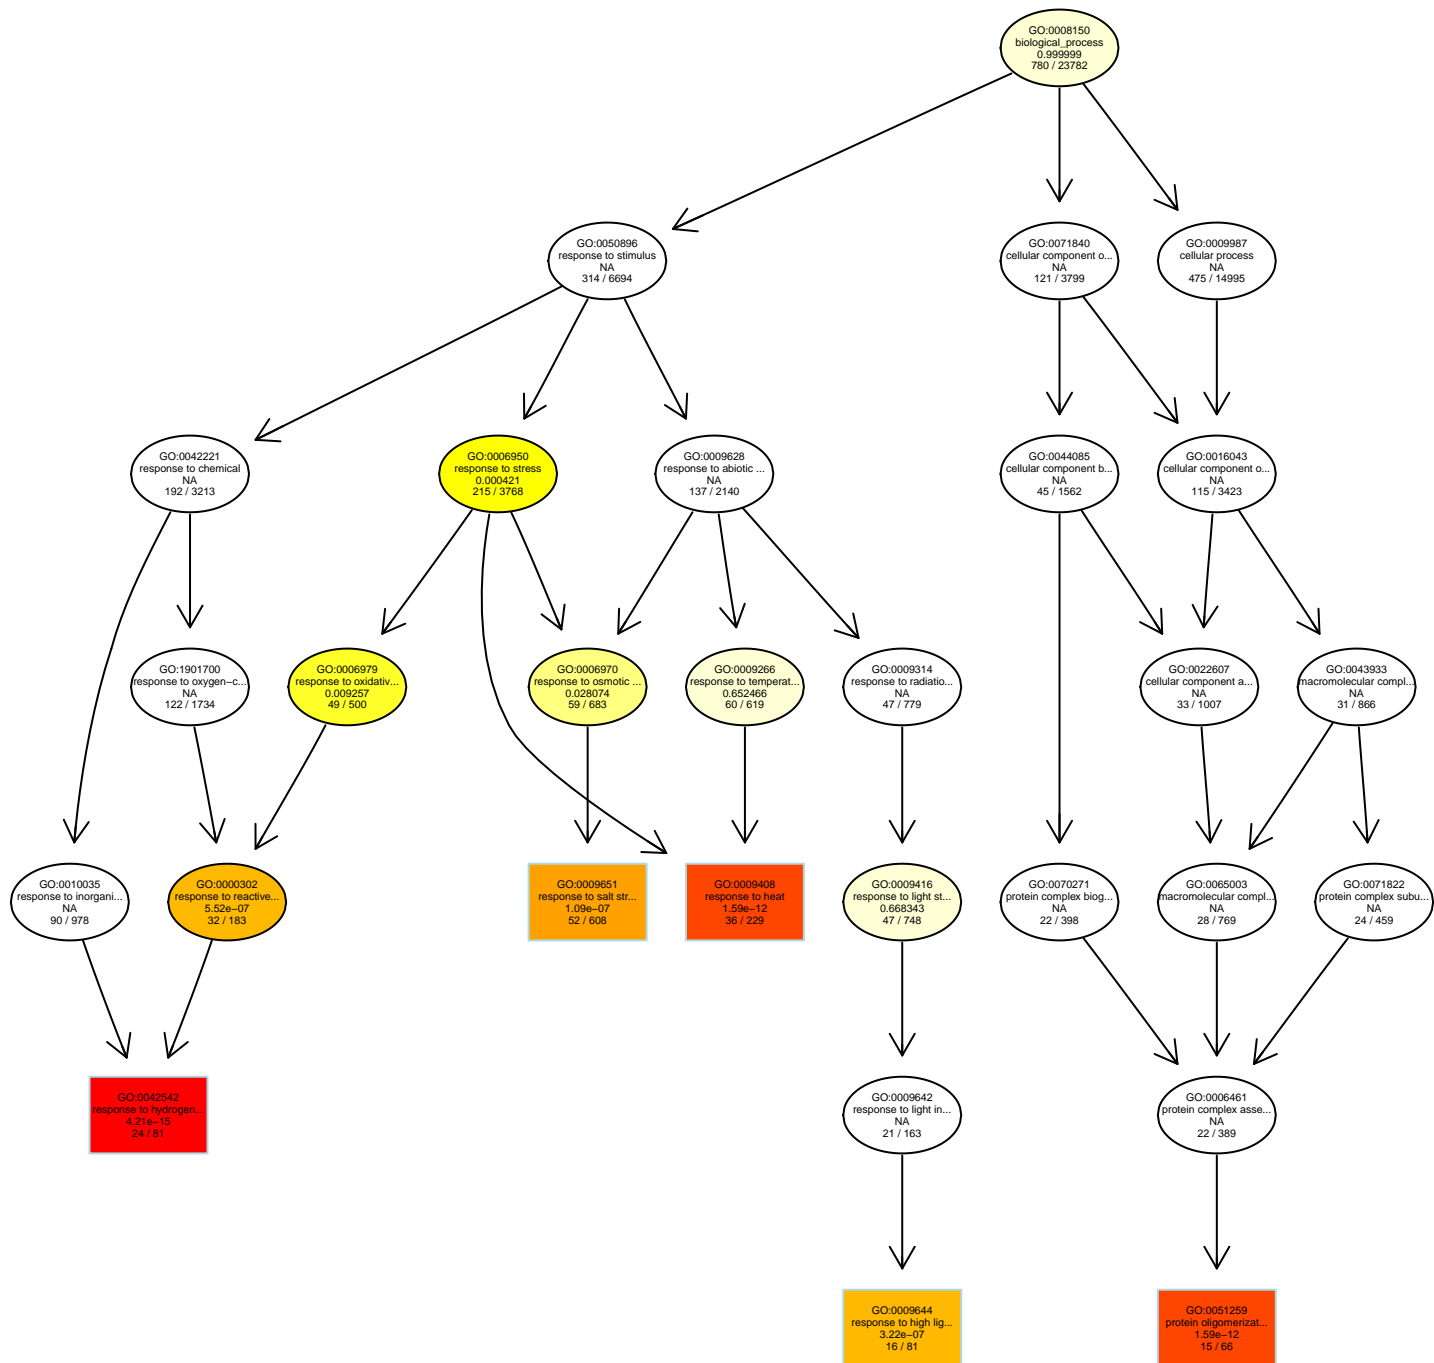 GO:0008150
biological_process
0.999999
780 / 23782
GO:0050896
response to stimulus
NA
314 / 6694
GO:0071840
cellular component o...
NA
121 / 3799
GO:0009987
cellular process
NA
475 / 14995
GO:0042221
response to chemical
NA
192 / 3213
GO:0006950
response to stress
0.000421
215 / 3768
GO:0009628
response to abiotic ...
NA
137 / 2140
GO:0044085
cellular component b...
NA
45 / 1562
GO:0016043
cellular component o...
NA
115 / 3423
GO:1901700
response to oxygen−c...
NA
122 / 1734
GO:0006979
response to oxidativ...
0.009257
49 / 500
GO:0006970
response to osmotic ...
0.028074
59 / 683
GO:0009266
response to temperat...
0.652466
60 / 619
GO:0009314
response to radiatio...
NA
47 / 779
GO:0022607
cellular component a...
NA
33 / 1007
GO:0043933
macromolecular compl...
NA
31 / 866
GO:0010035
response to inorgani...
NA
90 / 978
GO:0000302
response to reactive...
5.52e−07
32 / 183
GO:0009651
response to salt str...
1.09e−07
52 / 608
GO:0009408
response to heat
1.59e−12
36 / 229
GO:0009416
response to light st...
0.668343
47 / 748
GO:0070271
protein complex biog...
NA
22 / 398
GO:0065003
macromolecular compl...
NA
28 / 769
GO:0071822
protein complex subu...
NA
24 / 459
GO:0042542
response to hydrogen...
4.21e−15
24 / 81
GO:0009642
response to light in...
NA
21 / 163
GO:0006461
protein complex asse...
NA
22 / 389
GO:0009644
response to high lig...
3.22e−07
16 / 81
GO:0051259
protein oligomerizat...
1.59e−12
15 / 66